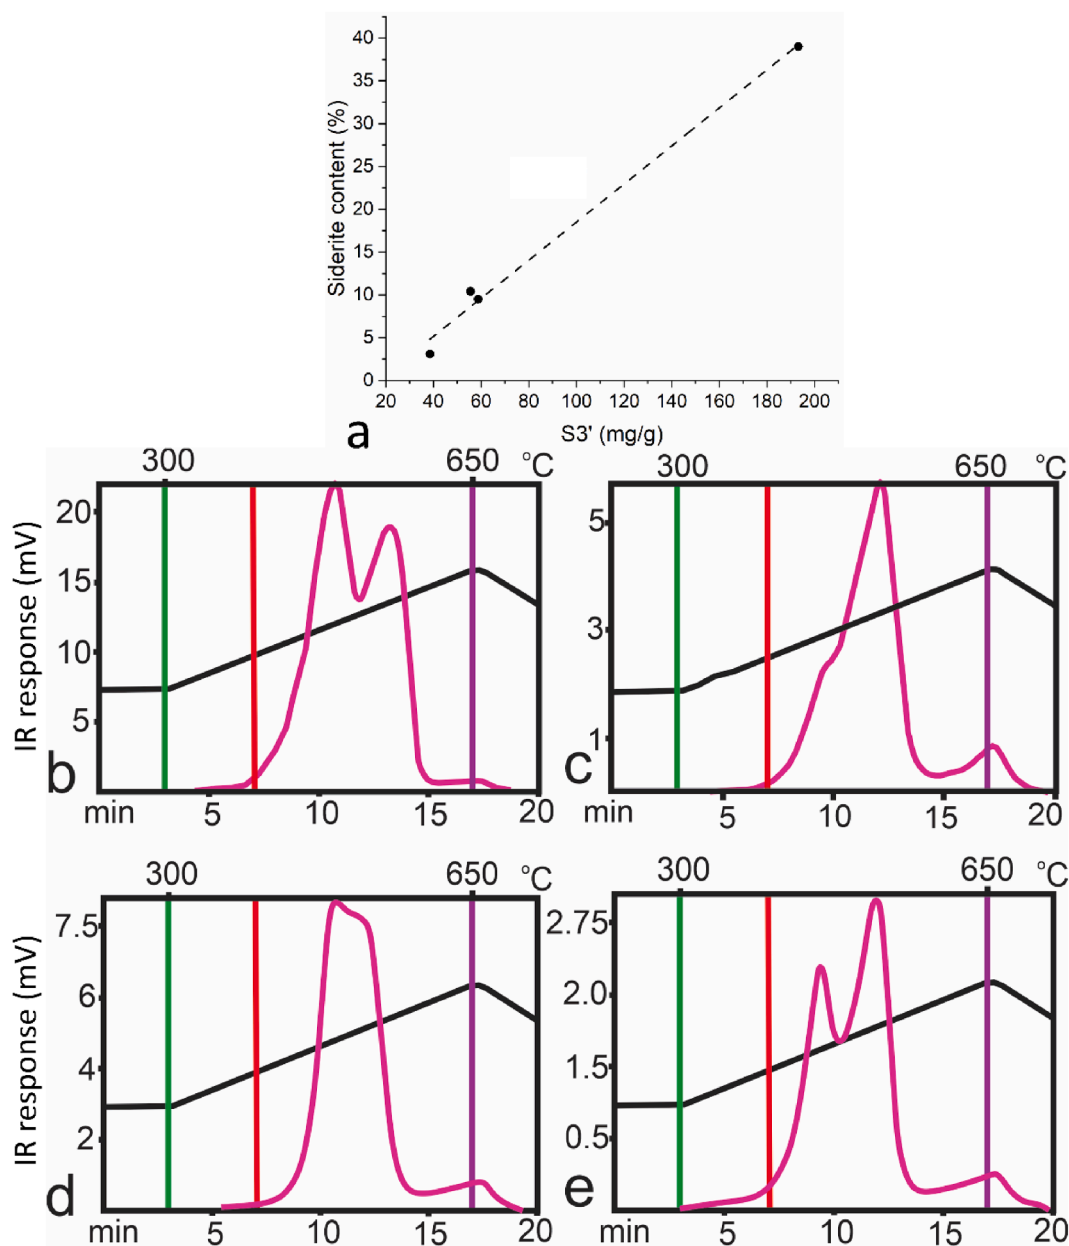 Siderite content (%)
40
35
30
25
20
15
10
5
0
20 40 60 80 100 120 140 160 180 200
S3' (mg/g)
a
300 650 °C
IR response (mV)
20
15
10
5
b
min 5 10 15 20
300 650 °C
5
3
1
c
min 5 10 15 20
300 650 °C
IR response (mV)
7.5
6
4
2
d
min 5 10 15 20
300 650 °C
2.75
2.0
1.5
0.5
e
min 5 10 15 20